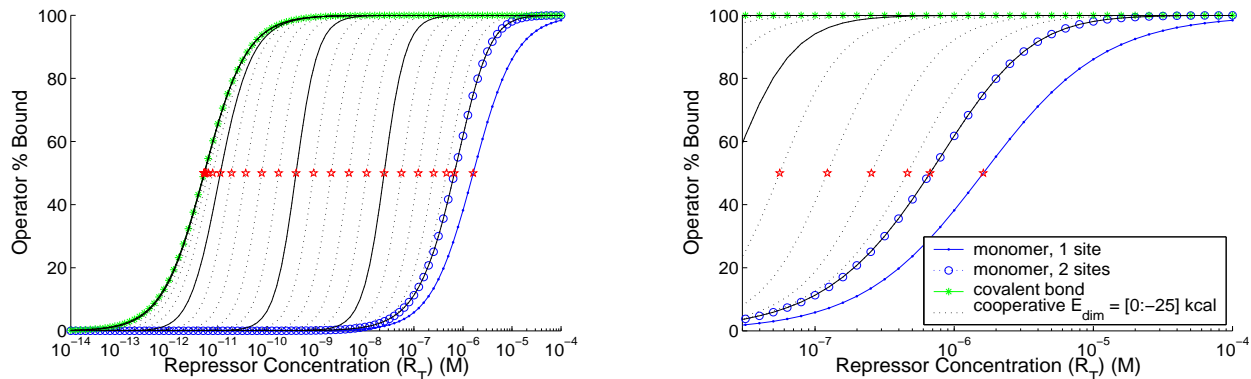 100
80
60
40
20
0
Operator % Bound
10⁻¹⁴ 10⁻¹³ 10⁻¹² 10⁻¹¹ 10⁻¹⁰ 10⁻⁹ 10⁻⁸ 10⁻⁷ 10⁻⁶ 10⁻⁵ 10⁻⁴
Repressor Concentration (R_T) (M)
100
80
60
40
20
0
Operator % Bound
monomer, 1 site
monomer, 2 sites
covalent bond
cooperative E_dim = [0:−25] kcal
10⁻⁷ 10⁻⁶ 10⁻⁵ 10⁻⁴
Repressor Concentration (R_T) (M)